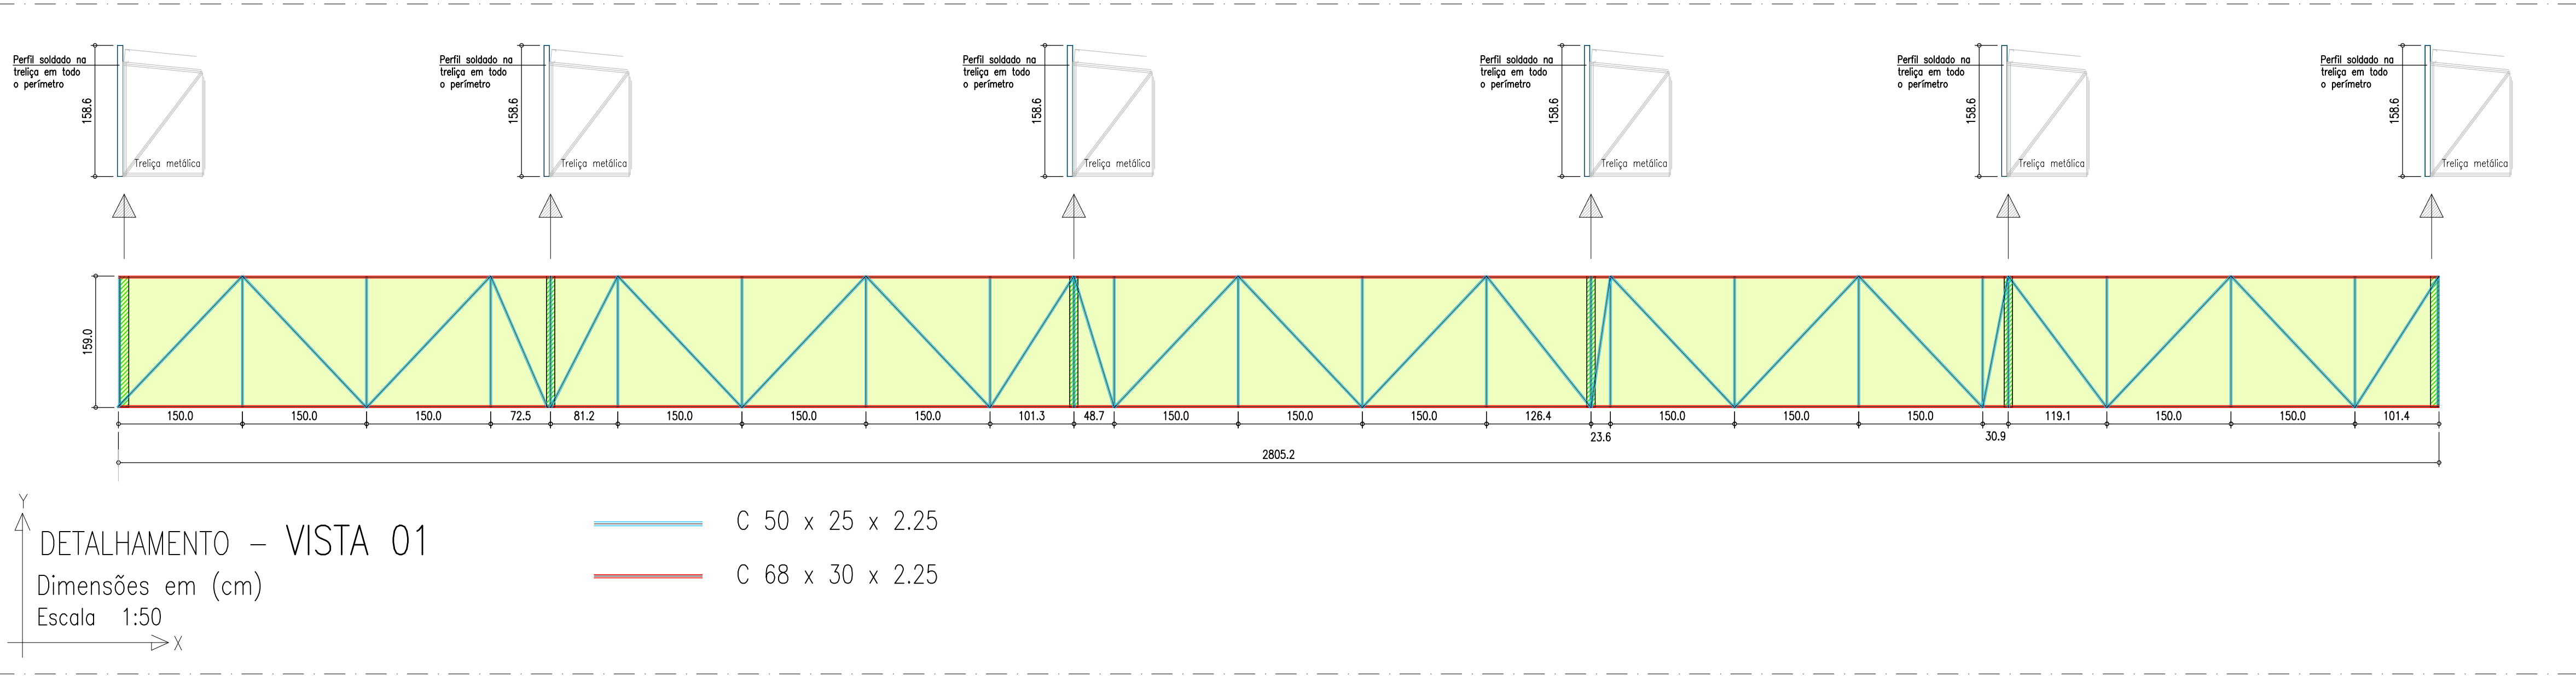 Perfil soldado na
treliça em todo
o perímetro
158.6
Treliça metálica
Perfil soldado na
treliça em todo
o perímetro
158.6
Treliça metálica
Perfil soldado na
treliça em todo
o perímetro
158.6
Treliça metálica
Perfil soldado na
treliça em todo
o perímetro
158.6
Treliça metálica
Perfil soldado na
treliça em todo
o perímetro
158.6
Treliça metálica
Perfil soldado na
treliça em todo
o perímetro
158.6
Treliça metálica
159.0
150.0 150.0 150.0 72.5 81.2 150.0 150.0 150.0 101.3 48.7 150.0 150.0 150.0 126.4 150.0 150.0 150.0 119.1 150.0 150.0 101.4
23.6 30.9
2805.2
Y
DETALHAMENTO - VISTA 01
Dimensões em (cm)
Escala 1:50
X
C 50 x 25 x 2.25
C 68 x 30 x 2.25